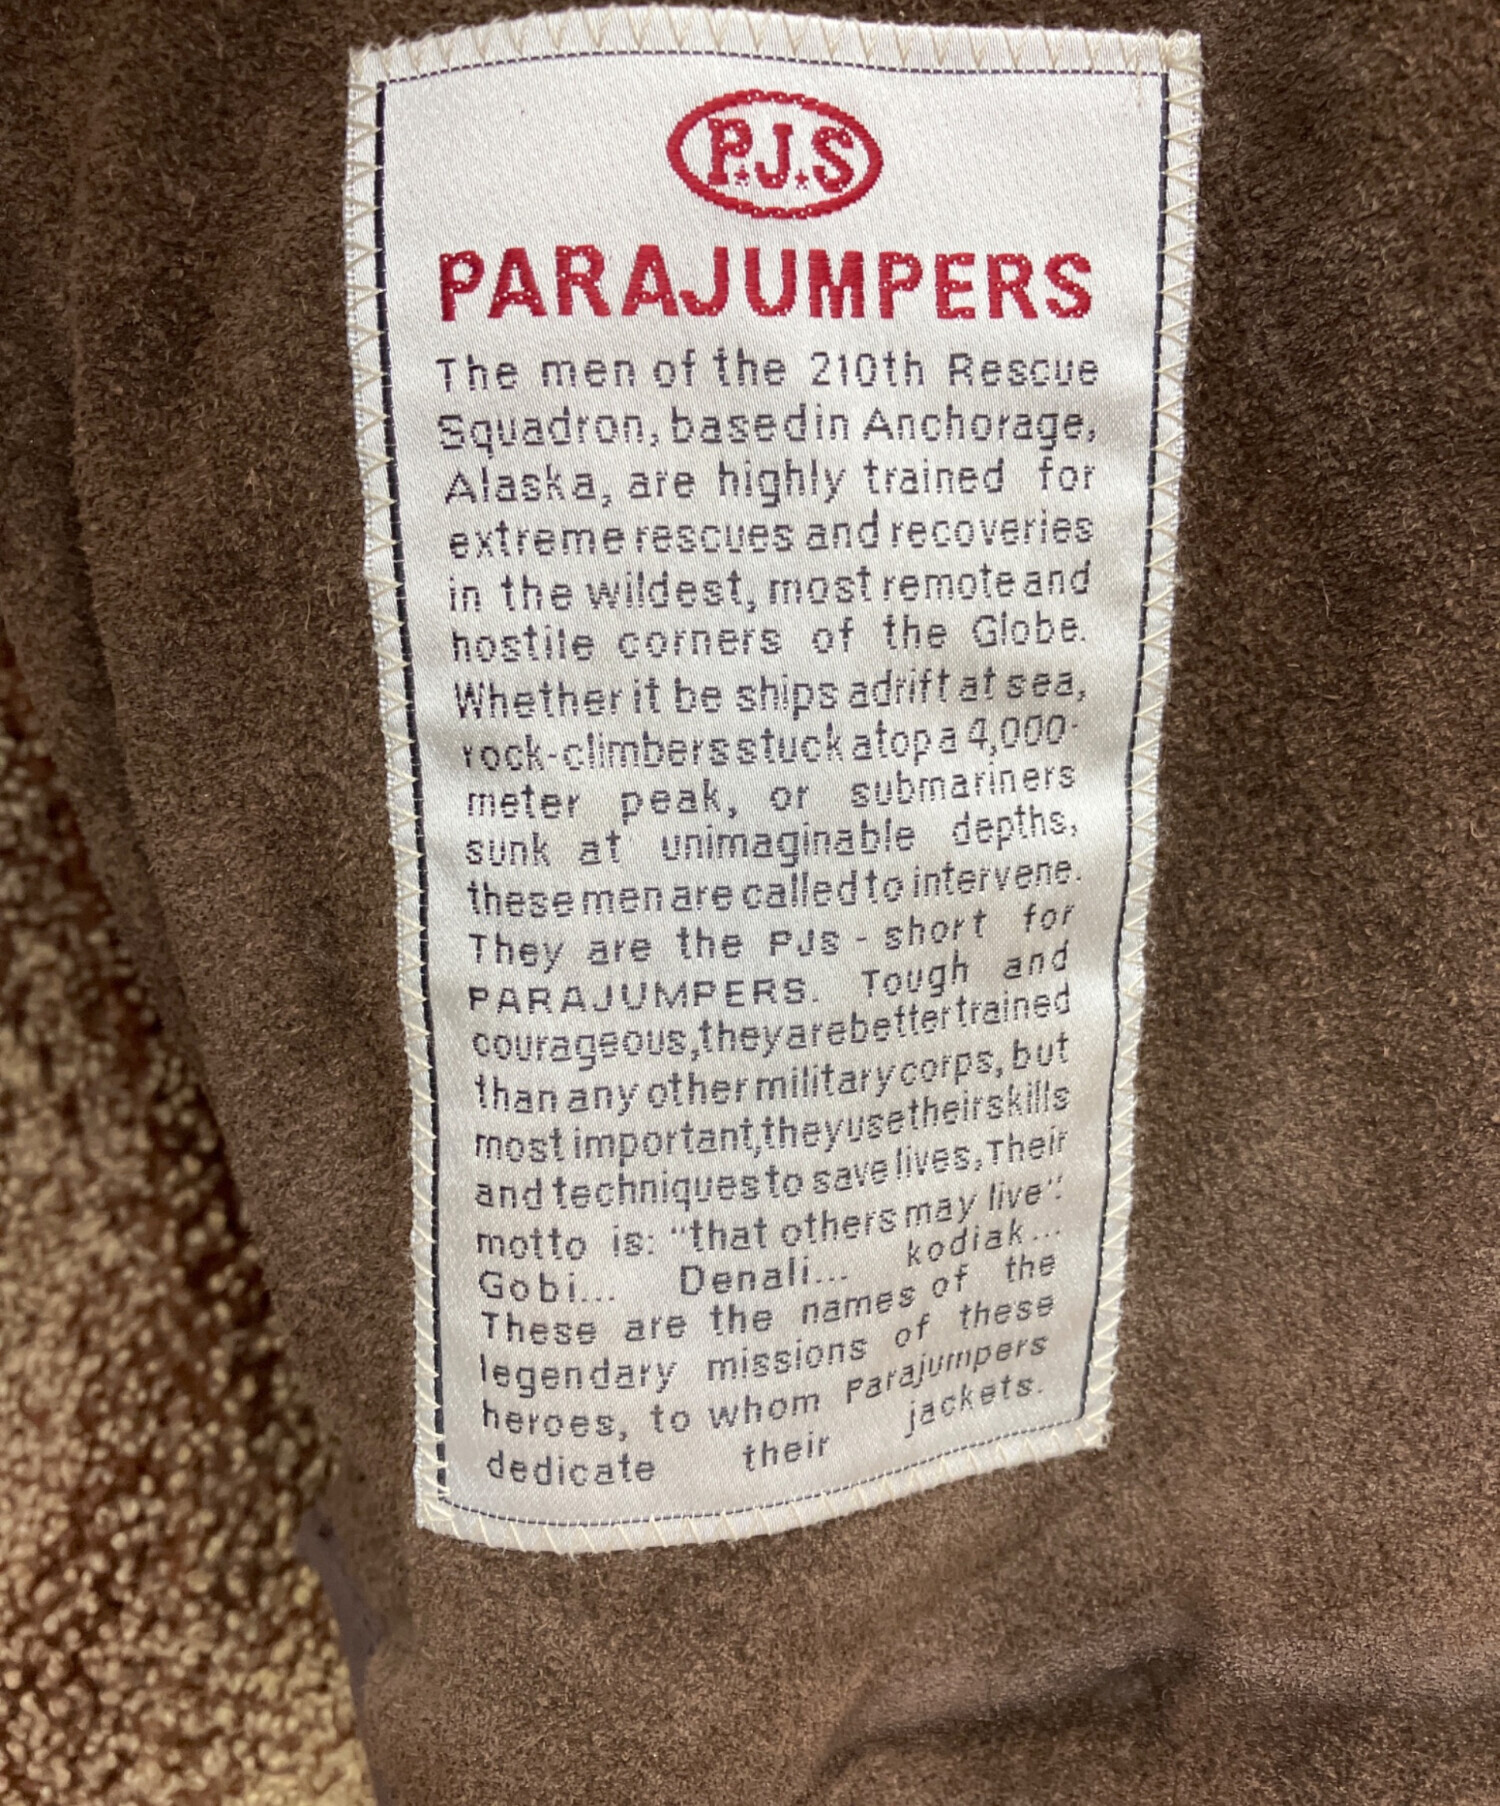 P.J.S
PARAJUMPERS
The men of the 210th Rescue
Squadron, based in Anchorage,
Alaska, are highly trained for
extreme rescues and recoveries
in the wildest, most remote and
hostile corners of the Globe.
Whether it be ships adrift at sea,
rock-climbers stuck atop a 4,000-
meter peak, or submariners
sunk at unimaginable depths,
these men are called to intervene.
They are the PJs - short for
PARAJUMPERS. Tough and
courageous, they are better trained
than any other military corps, but
most important, they use their skills
and techniques to save lives, Their
motto is: "that others may live".
Gobi... Denali... kodiak...
These are the names of the
legendary missions of these
heroes, to whom Parajumpers
dedicate their jackets.